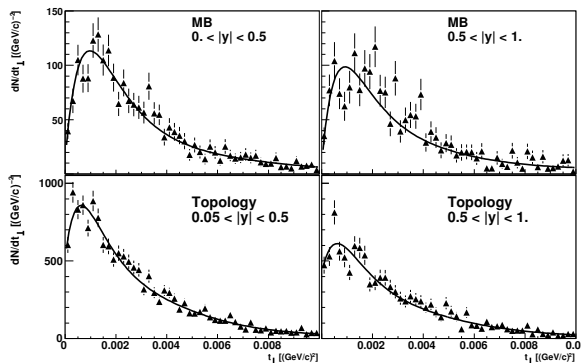 150
MB
0. < |y| < 0.5
MB
0.5 < |y| < 1.
dN/dt⊥ [(GeV/c)⁻²]
100
50
1000
Topology
0.05 < |y| < 0.5
Topology
0.5 < |y| < 1.
dN/dt⊥ [(GeV/c)⁻²]
500
0
0 0.002 0.004 0.006 0.008
0.002 0.004 0.006 0.008 0.0
t⊥ [(GeV/c)²]
t⊥ [(GeV/c)²]